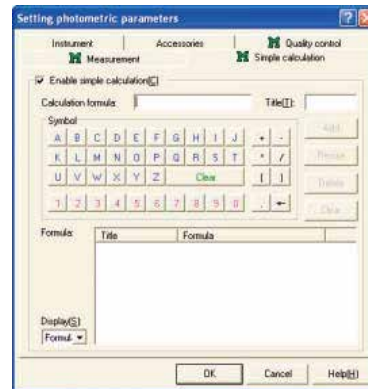 Setting photometric parameters
Instrument Accessories Quality control
Measurement Simple calculation
Enable simple calculation[C]
Calculation formula: Title[T]:
Symbol
A B C D E F G H I J + -
K L M N O P Q R S T * /
U V W X Y Z Clear ( )
1 2 3 4 5 6 7 8 9 0 . ←
Add
Delete
Clear
Formula: Title Formula
Display[S]
Formul
OK Cancel Help[H]